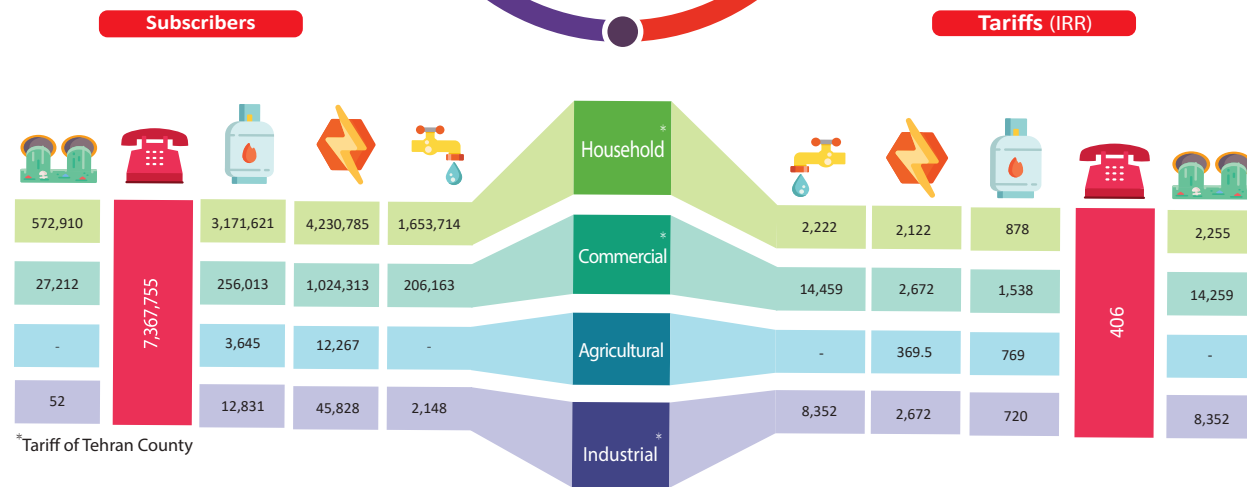 Subscribers
Tariffs (IRR)
Household*
572,910 3,171,621 4,230,785 1,653,714
2,222 2,122 878 2,255
Commercial*
27,212 256,013 1,024,313 206,163
14,459 2,672 1,538 14,259
7,367,755
406
Agricultural
- 3,645 12,267 -
- 369.5 769 -
52 12,831 45,828 2,148
8,352 2,672 720 8,352
Industrial*
*Tariff of Tehran County